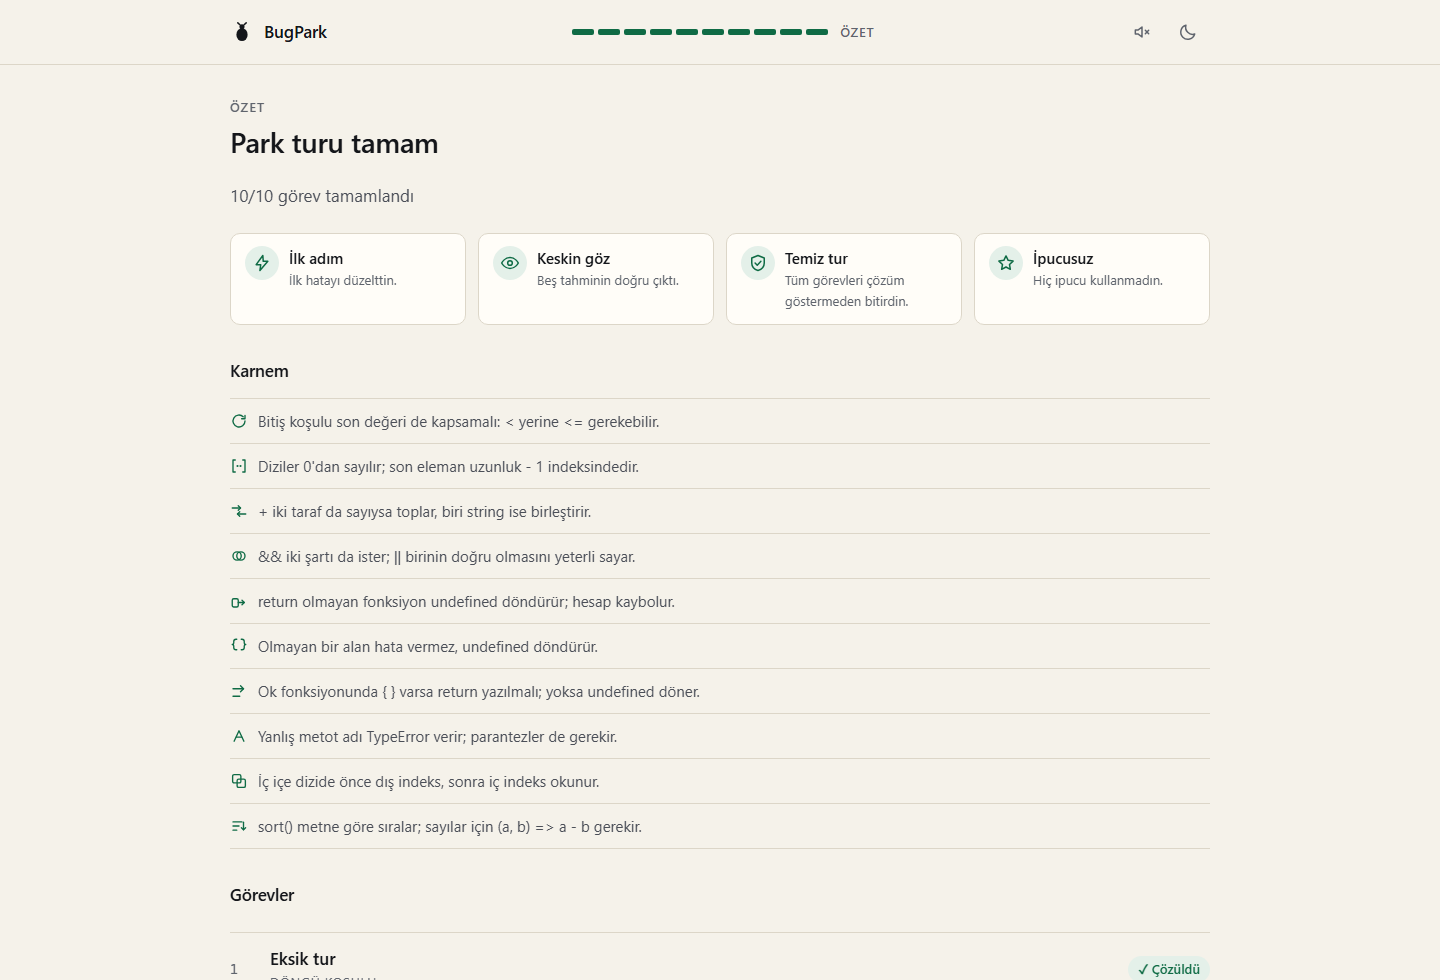 BugPark
ÖZET
ÖZET
Park turu tamam
10/10 görev tamamlandı
İlk adım
İlk hatayı düzelttin.
Keskin göz
Beş tahminin doğru çıktı.
Temiz tur
Tüm görevleri çözüm
göstermeden bitirdin.
İpucusuz
Hiç ipucu kullanmadın.
Karnem
Bitiş koşulu son değeri de kapsamalı: < yerine <= gerekebilir.
Diziler 0'dan sayılır; son eleman uzunluk - 1 indeksindedir.
+ iki taraf da sayıysa toplar, biri string ise birleştirir.
&& iki şartı da ister; || birinin doğru olmasını yeterli sayar.
return olmayan fonksiyon undefined döndürür; hesap kaybolur.
Olmayan bir alan hata vermez, undefined döndürür.
Ok fonksiyonunda { } varsa return yazılmalı; yoksa undefined döner.
Yanlış metot adı TypeError verir; parantezler de gerekir.
İç içe dizide önce dış indeks, sonra iç indeks okunur.
sort() metne göre sıralar; sayılar için (a, b) => a - b gerekir.
Görevler
1
Eksik tur
✓ Çözüldü